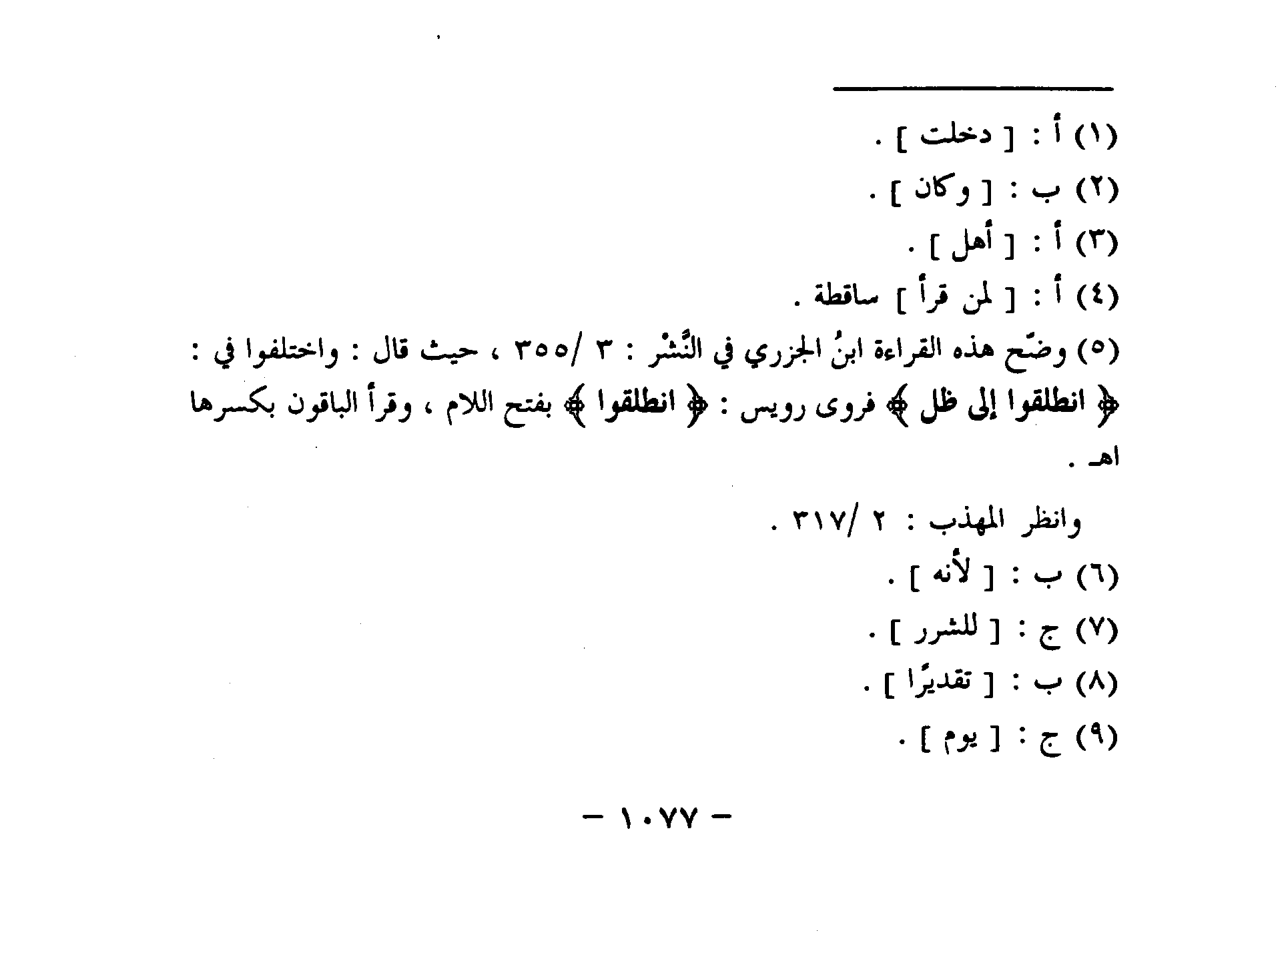 (١) أ : [ دخلت ] .
(٢) ب : [ وكان ] .
(٣) أ : [ أهل ] .
(٤) أ : [ لمن قرأ ] ساقطة .
(٥) وضّح هذه القراءة ابنُ الجزري في النَّشْر : ٣ /٣٥٥ ، حيث قال : واختلفوا في :
﴿ انطلقوا إلى ظل ﴾ فروى رويس : ﴿ انطلقوا ﴾ بفتح اللام ، وقرأ الباقون بكسرها
اهـ .
وانظر المهذب : ٢ /٣١٧ .
(٦) ب : [ لأنه ] .
(٧) ج : [ للشرر ] .
(٨) ب : [ تقديرًا ] .
(٩) ج : [ يوم ] .
– ١٠٧٧ –